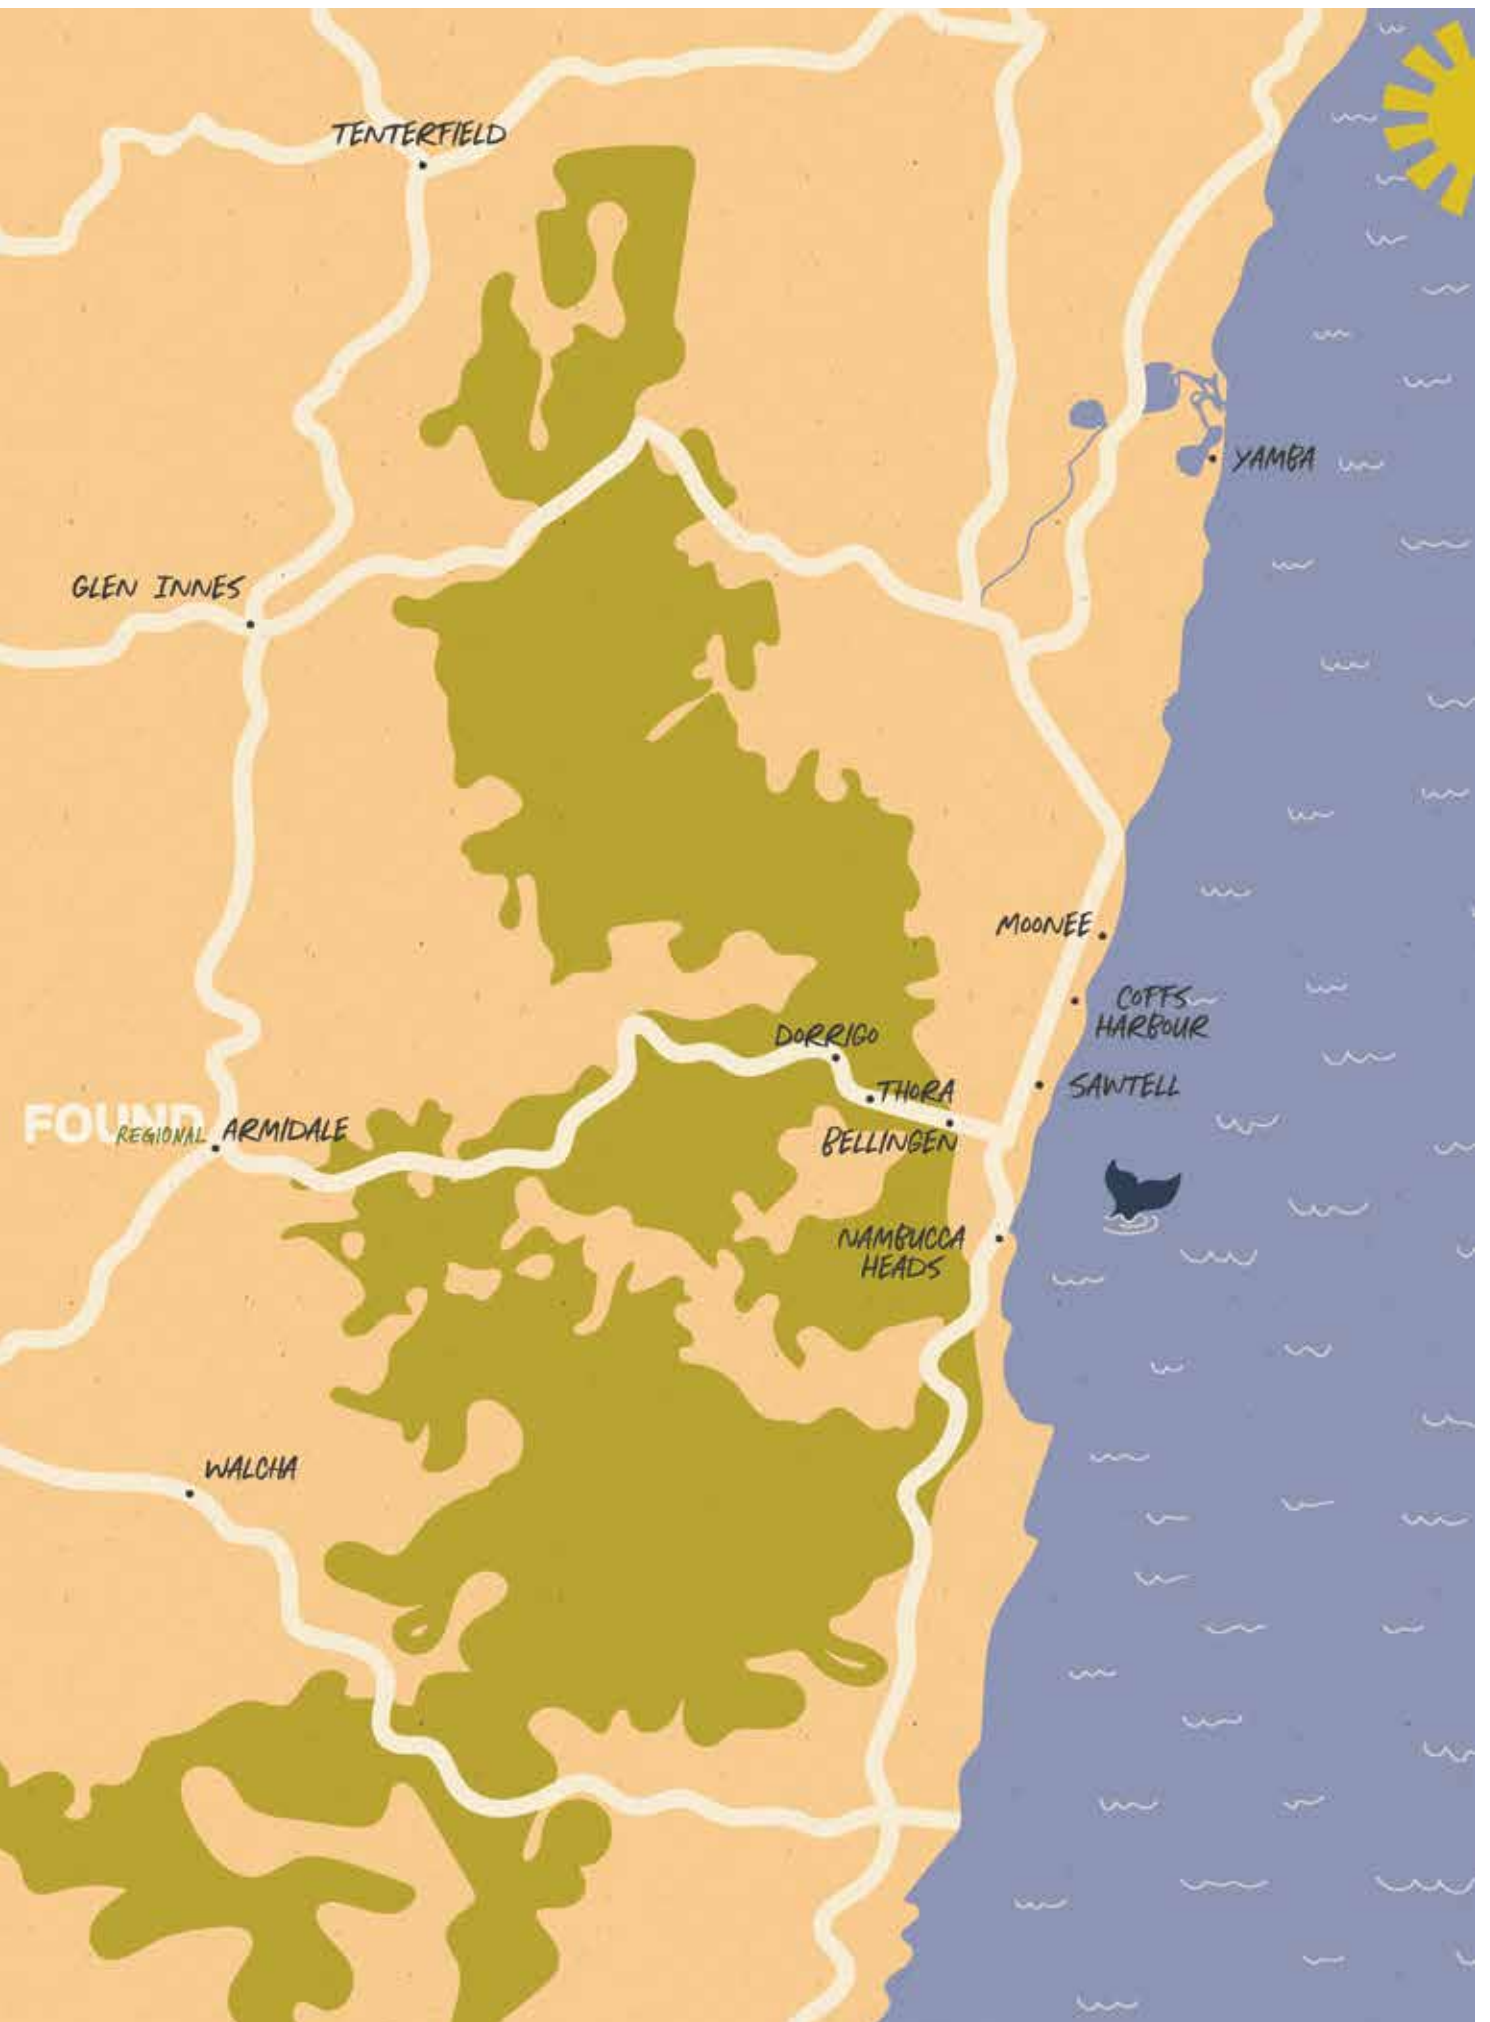 TENTERFIELD
YAMBA
GLEN INNES
MOONEE
COFFS
HARBOUR
DORRIGO
SAWTELL
THORA
FOUND
REGIONAL
ARMIDALE
BELLINGEN
NAMBUCCA
HEADS
WALCHA